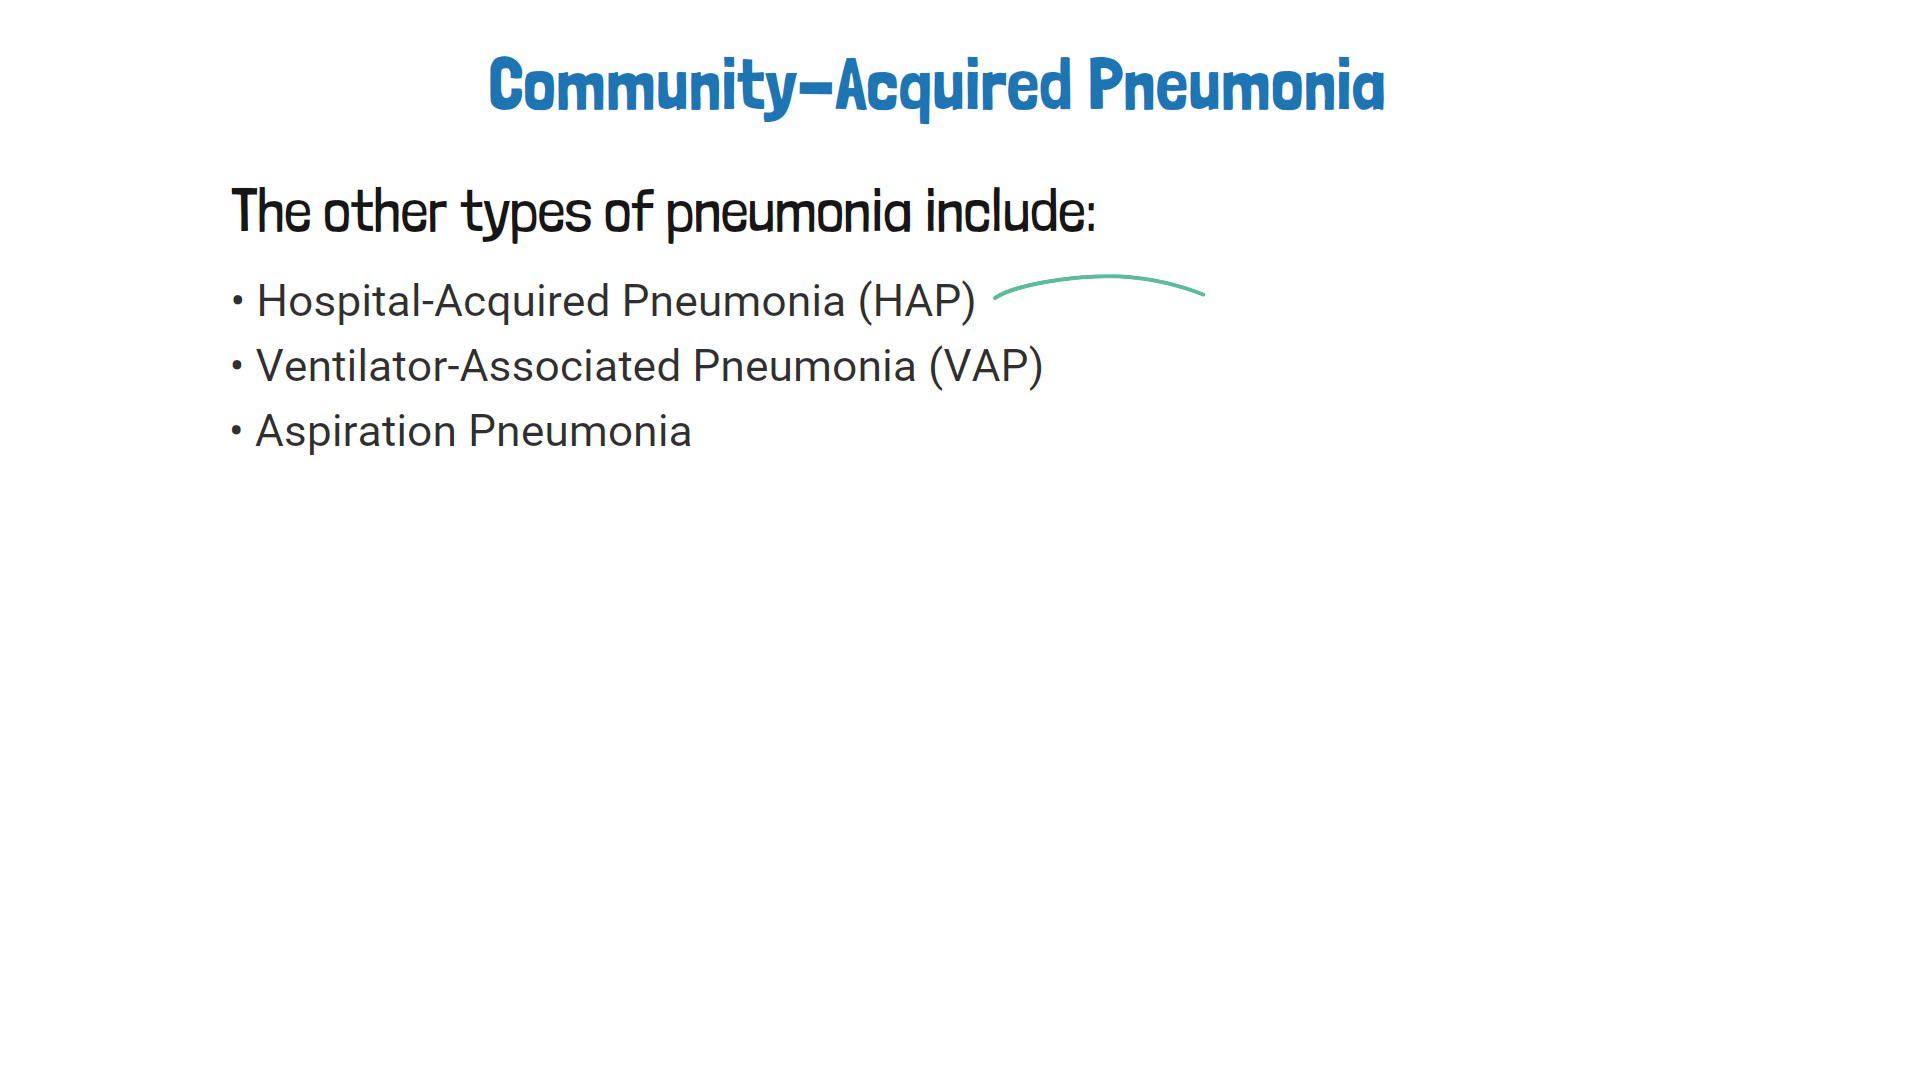 Community-Acquired Pneumonia
The other types of pneumonia include:
• Hospital-Acquired Pneumonia (HAP)
• Ventilator-Associated Pneumonia (VAP)
• Aspiration Pneumonia